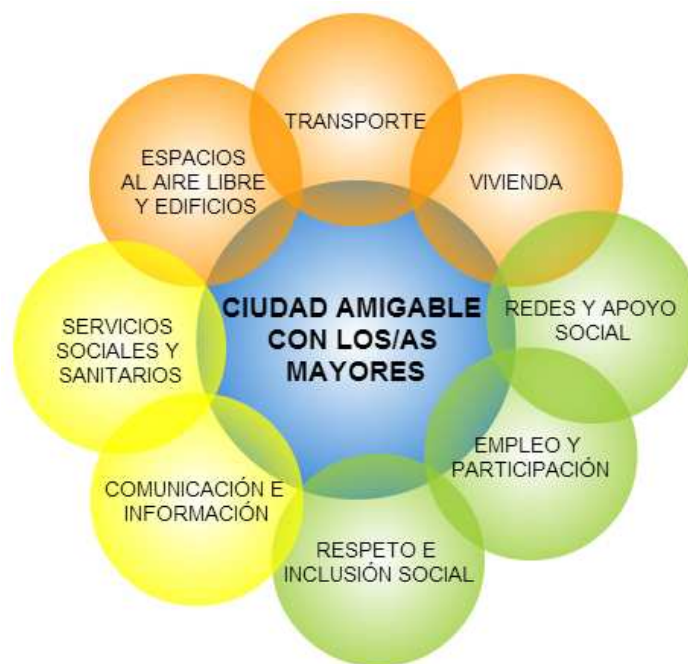 TRANSPORTE
ESPACIOS
AL AIRE LIBRE
Y EDIFICIOS
VIVIENDA
CIUDAD AMIGABLE
CON LOS/AS
MAYORES
REDES Y APOYO
SOCIAL
SERVICIOS
SOCIALES Y
SANITARIOS
EMPLEO Y
PARTICIPACIÓN
COMUNICACIÓN E
INFORMACIÓN
RESPETO E
INCLUSIÓN SOCIAL